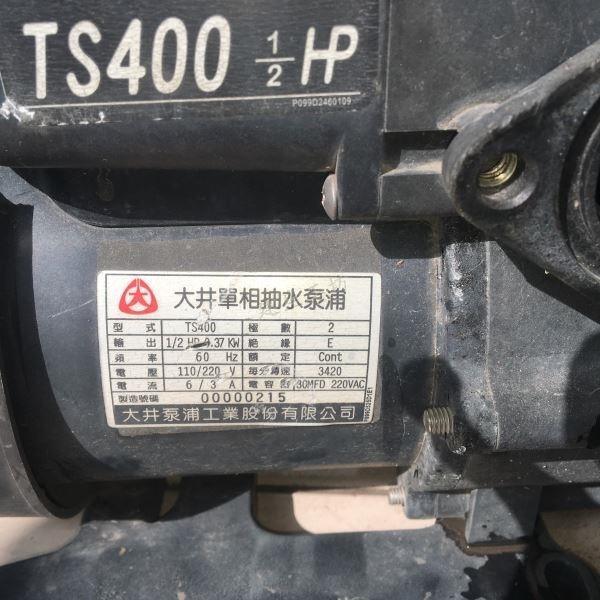 TS400 1/2 HP
P099D2460109
大 大井單相抽水泵浦
型式 TS400 極數 2
輸出 1/2 HP 0.37 KW 絕緣 E
頻率 60 Hz 額定 Cont
電壓 110/220 V 每分轉速 3420
電流 6/3 A 電容器 30MFD 220VAC
製造號碼 00000215
大井泵浦工業股份有限公司